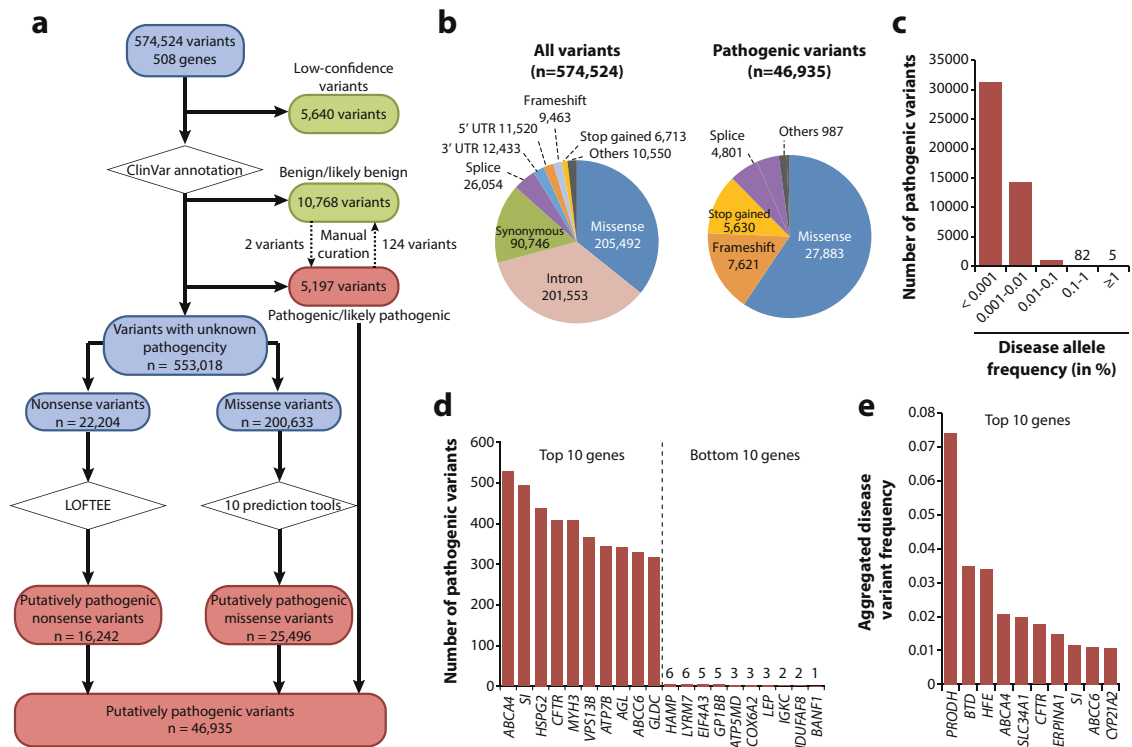 a
574,524 variants
508 genes
Low-confidence
variants
5,640 variants
ClinVar annotation
Benign/likely benign
10,768 variants
2 variants
Manual
curation
124 variants
5,197 variants
Pathogenic/likely pathogenic
Variants with unknown
pathogencity
n = 553,018
Nonsense variants
n = 22,204
Missense variants
n = 200,633
LOFTEE
10 prediction tools
Putatively pathogenic
nonsense variants
n = 16,242
Putatively pathogenic
missense variants
n = 25,496
Putatively pathogenic variants
n = 46,935
b
All variants
(n=574,524)
Frameshift
9,463
5′ UTR 11,520
3′ UTR 12,433
Stop gained 6,713
Others 10,550
Splice
26,054
Synonymous
90,746
Missense
205,492
Intron
201,553
Pathogenic variants
(n=46,935)
Others 987
Splice
4,801
Stop gained
5,630
Frameshift
7,621
Missense
27,883
c
Number of pathogenic variants
35000
30000
25000
20000
15000
10000
5000
0
82
5
< 0.001
0.001-0.01
0.01-0.1
0.1-1
≥1
Disease allele
frequency (in %)
d
Number of pathogenic variants
600
500
400
300
200
100
0
Top 10 genes
Bottom 10 genes
6 6 5 5 3 3 3 2 2 1
ABCA4
SI
HSPG2
CFTR
MYH3
VPS13B
ATP7B
AGL
ABCC6
GLDC
HAMP
LYRM7
EIF4A3
GP1BB
ATP5MD
COX6A2
LEP
IGKC
NDUFAF8
BANF1
e
Aggregated disease
variant frequency
0.08
0.07
0.06
0.05
0.04
0.03
0.02
0.01
0
Top 10 genes
PRODH
BTD
HFE
ABCA4
SLC34A1
CFTR
ERPINA1
SI
ABCC6
CYP21A2